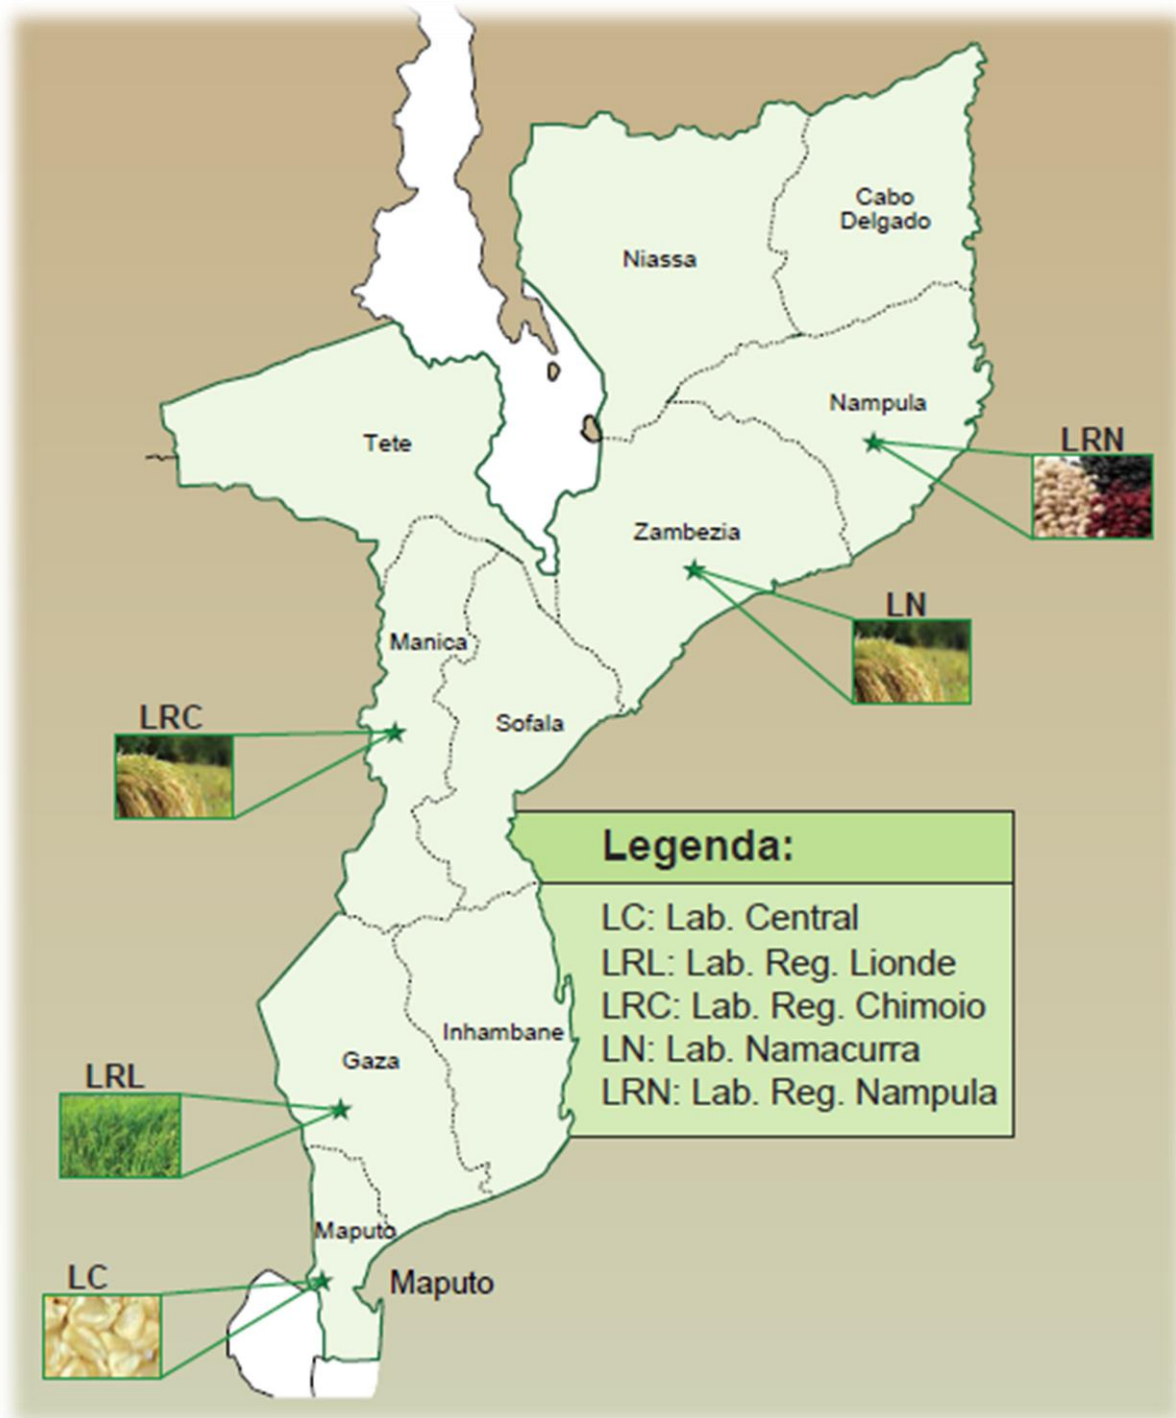 Cabo
Delgado
Niassa
Nampula
LRN
Tete
Zambezia
LN
Manica
LRC
Sofala
Legenda:
LC: Lab. Central
LRL: Lab. Reg. Lionde
LRC: Lab. Reg. Chimoio
LN: Lab. Namacurra
LRN: Lab. Reg. Nampula
Inhambane
Gaza
LRL
Maputo
LC
Maputo